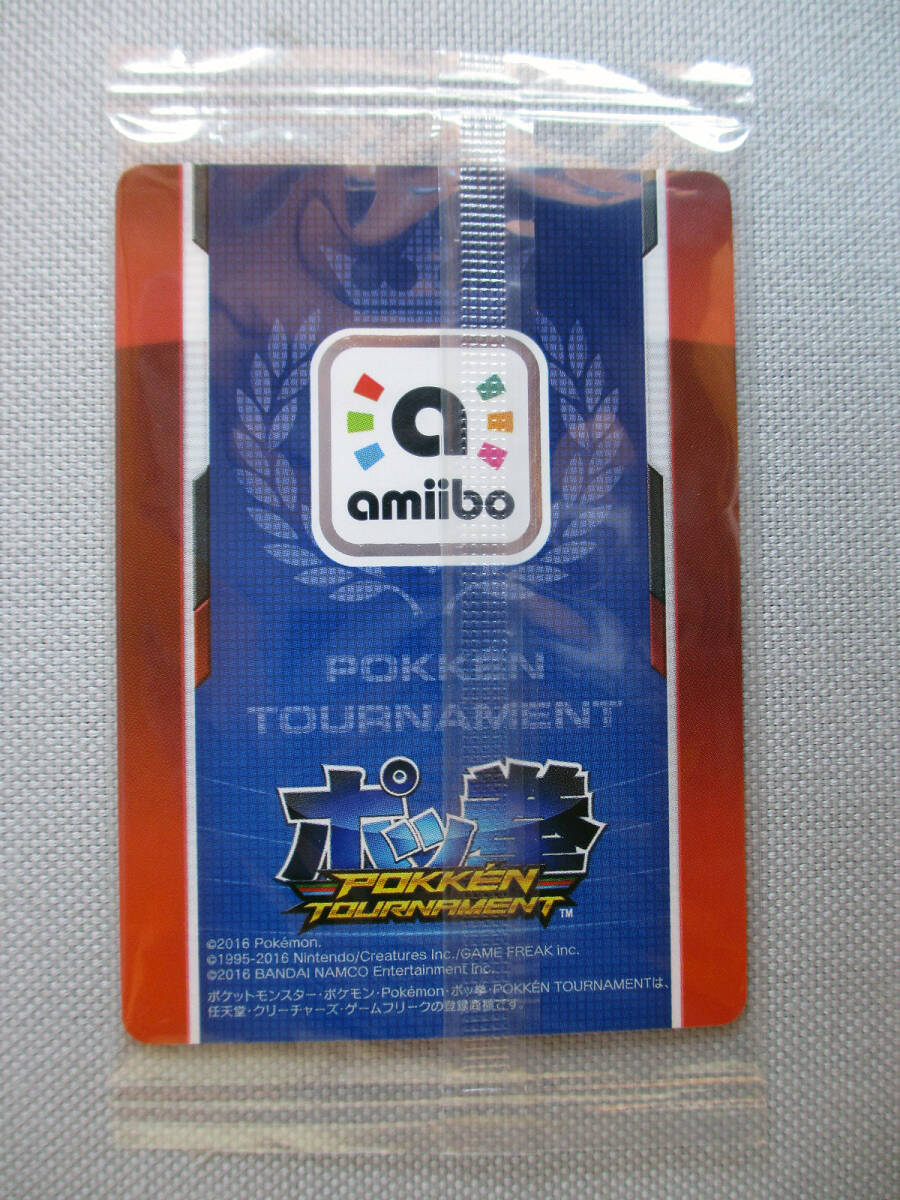 a
amiibo
POKKÉN
TOURNAMENT
ポッ拳
POKKÉN
TOURNAMENT™
©2016 Pokémon.
©1995-2016 Nintendo/Creatures Inc./GAME FREAK inc.
©2016 BANDAI NAMCO Entertainment Inc.
ポケットモンスター・ポケモン・Pokémon・ポッ拳・POKKÉN TOURNAMENTは、
任天堂・クリーチャーズ・ゲームフリークの登録商標です。